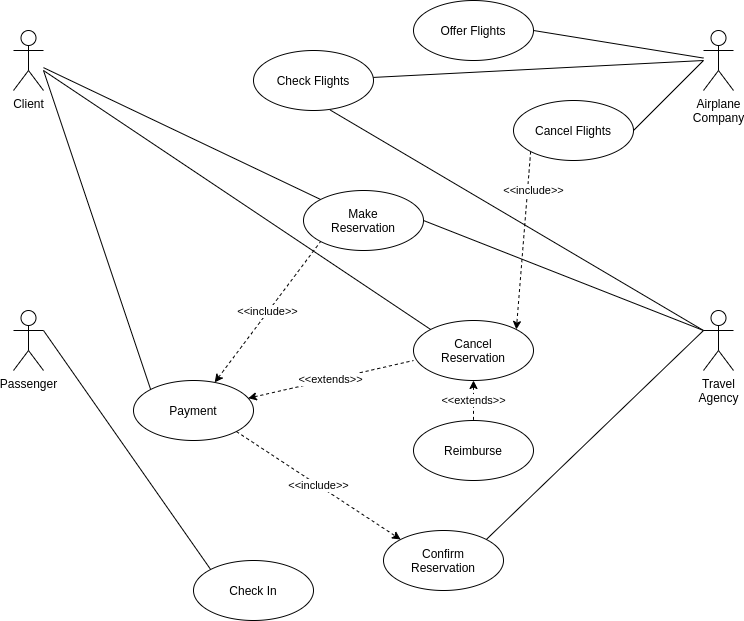 Offer Flights
Check Flights
Client
Airplane
Company
Cancel Flights
<<include>>
Make
Reservation
<<include>>
Cancel
Reservation
<<extends>>
Passenger
Travel
Agency
<<extends>>
Payment
Reimburse
<<include>>
Confirm
Reservation
Check In